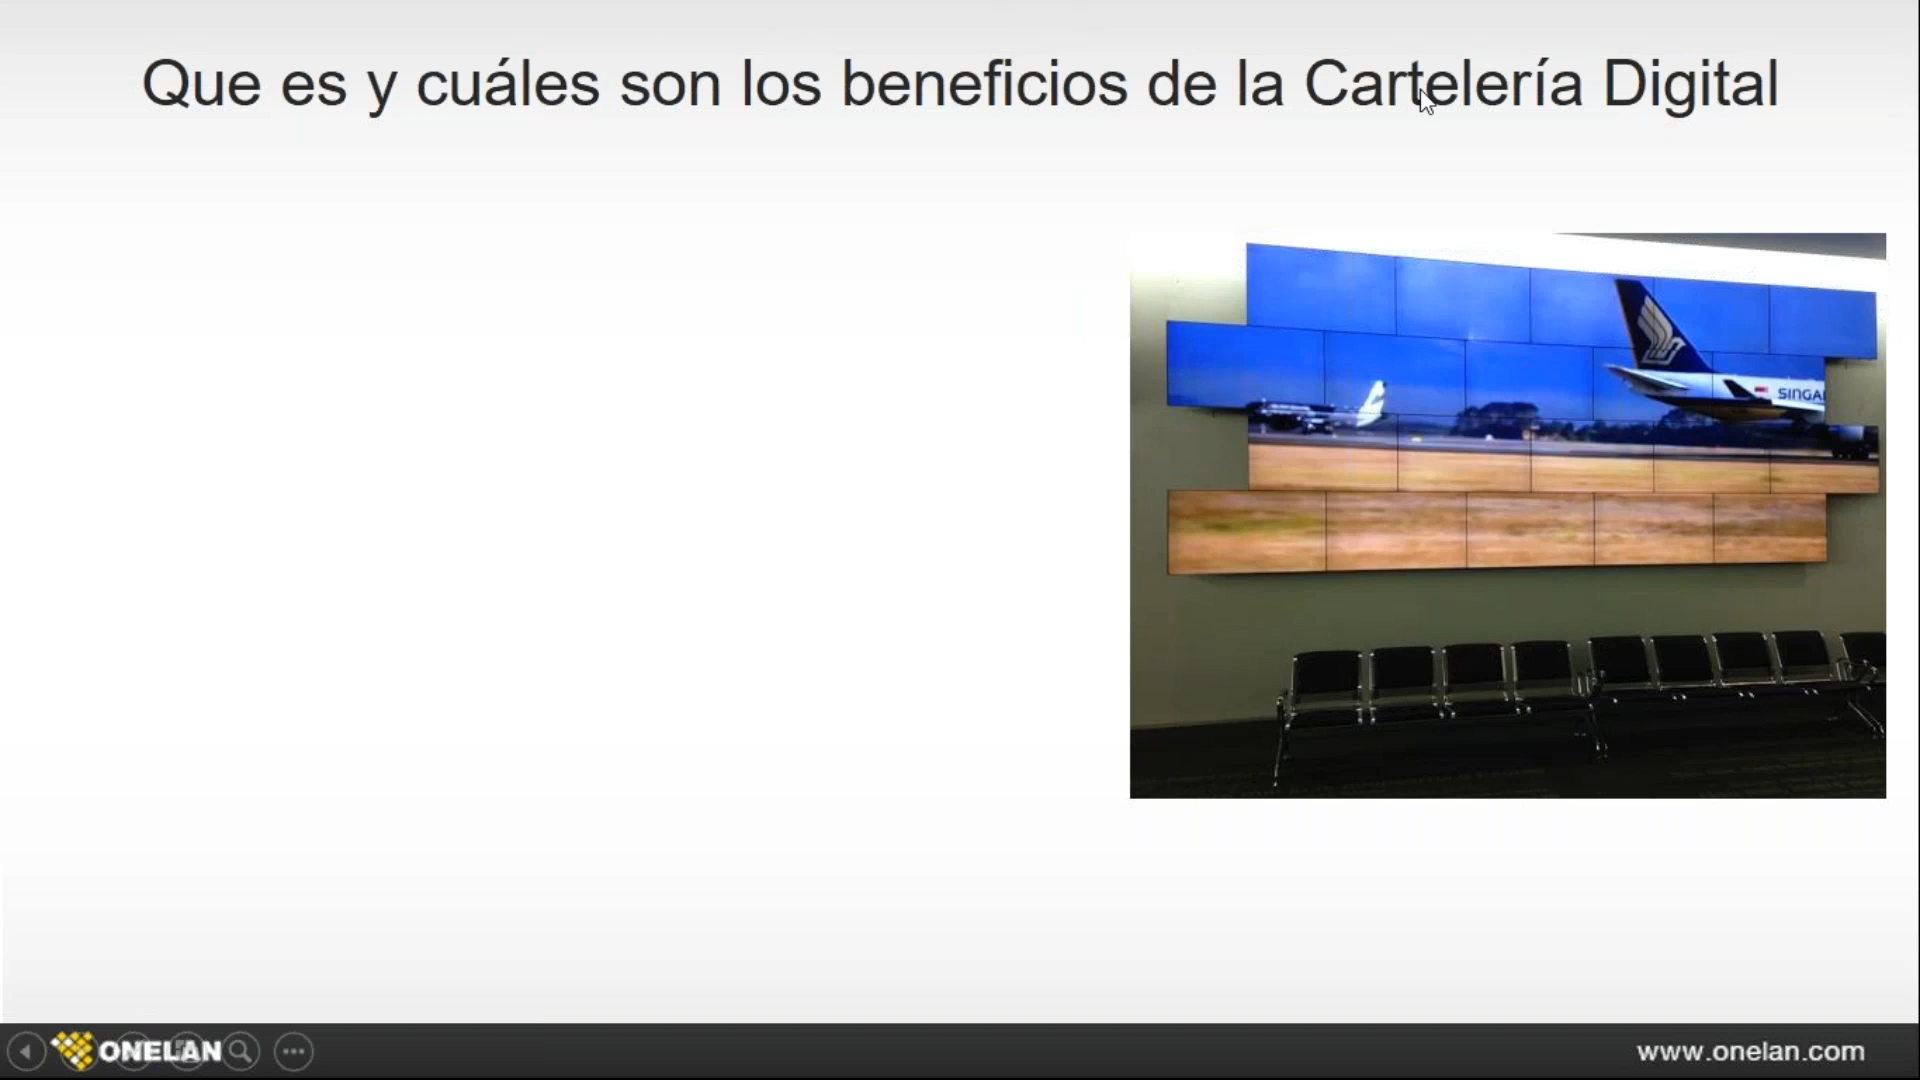 Que es y cuáles son los beneficios de la Cartelería Digital
SINGA
ONELAN
www.onelan.com